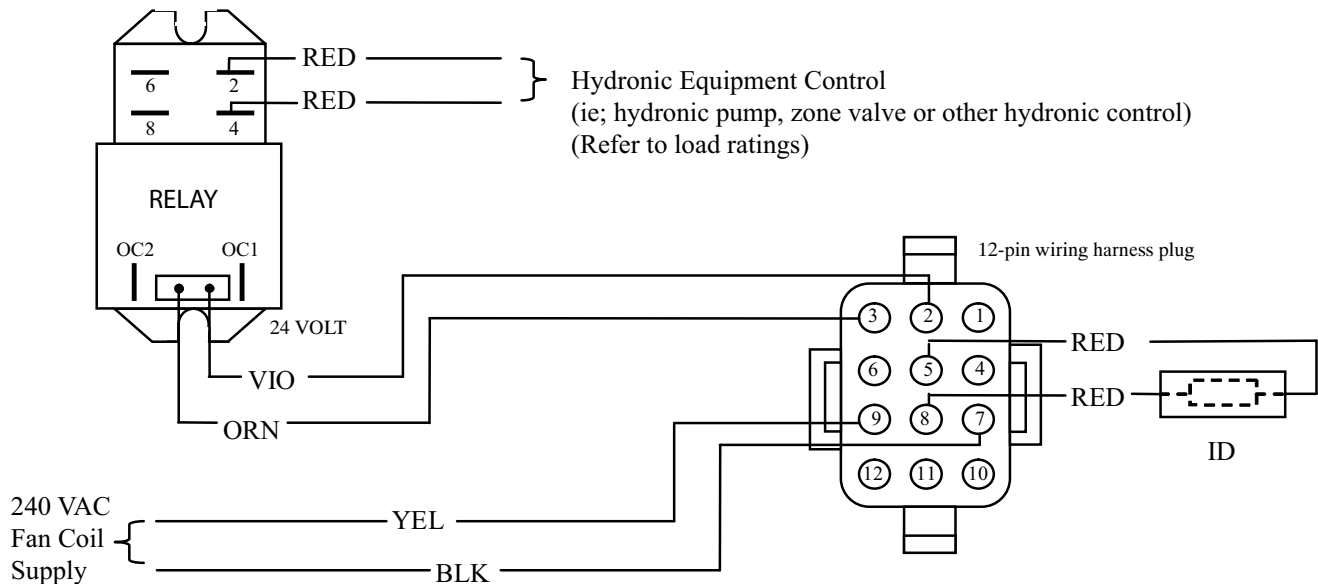 RED
6 2
RED
8 4
Hydronic Equipment Control
(ie; hydronic pump, zone valve or other hydronic control)
(Refer to load ratings)
RELAY
OC2 OC1
24 VOLT
VIO
ORN
12-pin wiring harness plug
3 2 1
RED
6 5 4
RED
9 8 7
ID
12 11 10
240 VAC
Fan Coil
Supply
YEL
BLK